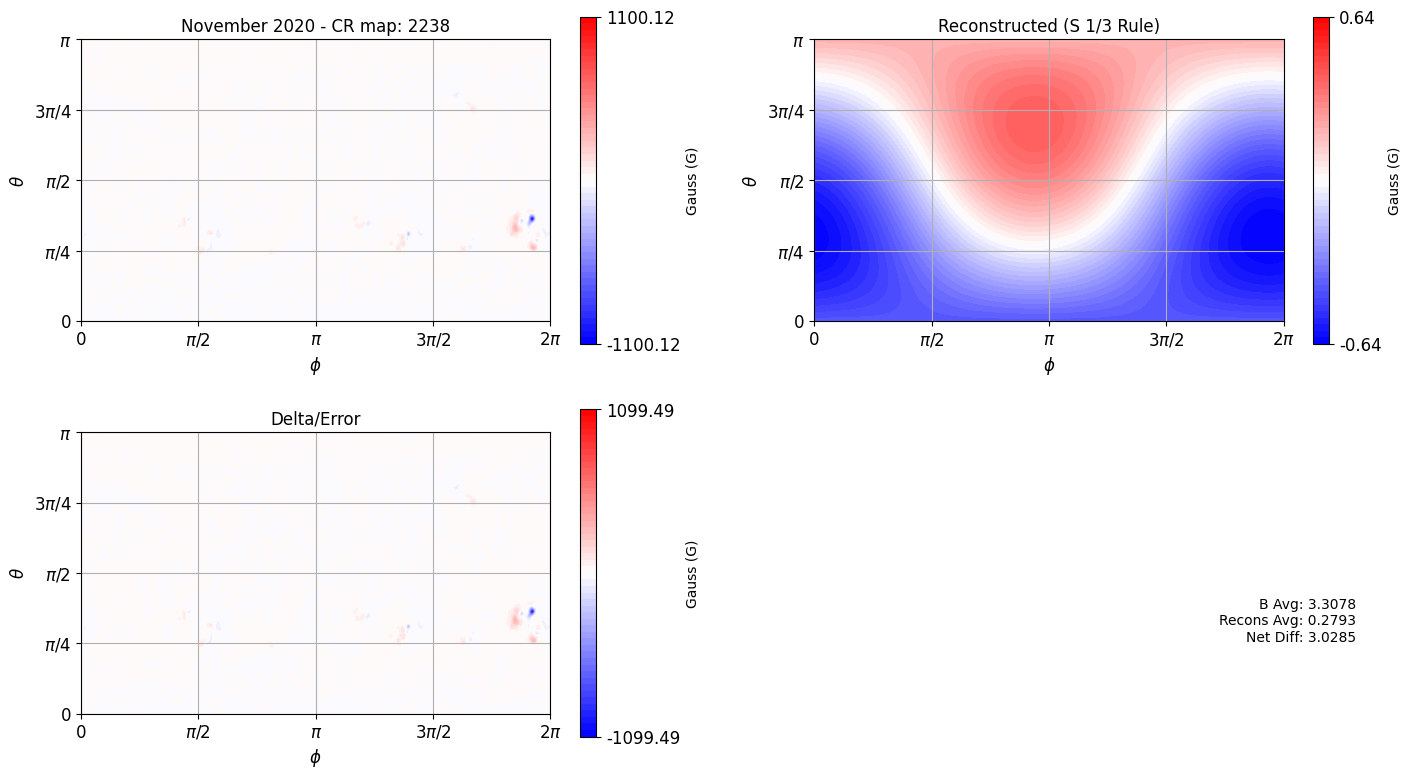 November 2020 - CR map: 2238
π
3π/4
π/2
π/4
0
θ
0
π/2
π
3π/2
2π
ϕ
1100.12
-1100.12
Gauss (G)
Reconstructed (S 1/3 Rule)
π
3π/4
π/2
π/4
0
θ
0
π/2
π
3π/2
2π
ϕ
0.64
-0.64
Gauss (G)
Delta/Error
π
3π/4
π/2
π/4
0
θ
0
π/2
π
3π/2
2π
ϕ
1099.49
-1099.49
Gauss (G)
B Avg: 3.3078
Recons Avg: 0.2793
Net Diff: 3.0285